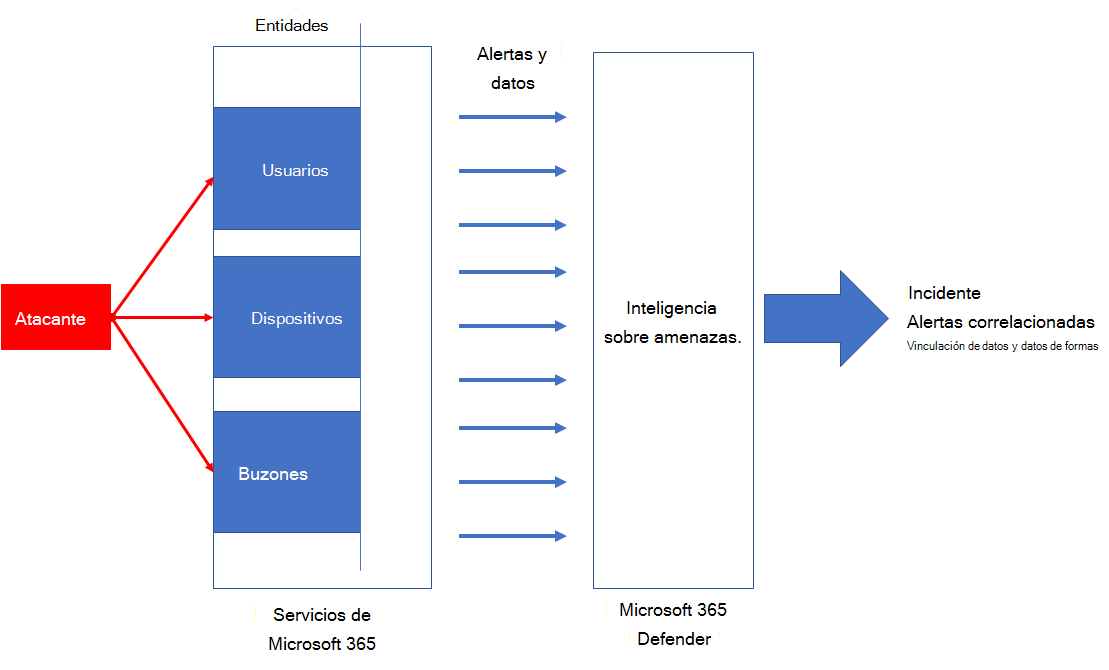 Entidades
Alertas y
datos
Usuarios
Dispositivos
Buzones
Atacante
Inteligencia
sobre amenazas.
Incidente
Alertas correlacionadas
Vinculación de datos y datos de formas
Servicios de
Microsoft 365
Microsoft 365
Defender